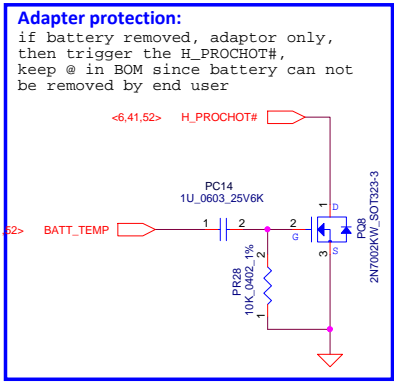 Adapter protection:
if battery removed, adaptor only,
then trigger the H_PROCHOT#,
keep @ in BOM since battery can not
be removed by end user
<6,41,52> H_PROCHOT#
PC14
1U_0603_25V6K
,52> BATT_TEMP
1 2
2
G
1
D
3
S
PQ8
2N7002KW_SOT323-3
PR28
10K_0402_1%
2
1